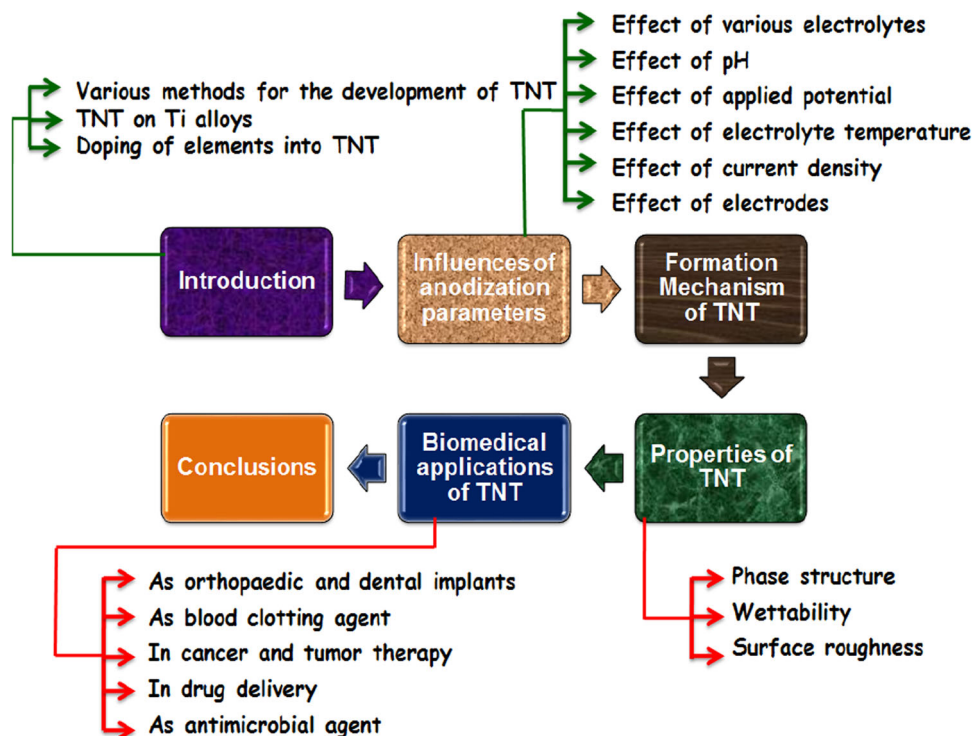 Effect of various electrolytes
Effect of pH
Effect of applied potential
Effect of electrolyte temperature
Effect of current density
Effect of electrodes
Various methods for the development of TNT
TNT on Ti alloys
Doping of elements into TNT
Introduction
Influences of
anodization
parameters
Formation
Mechanism
of TNT
Conclusions
Biomedical
applications
of TNT
Properties of
TNT
As orthopaedic and dental implants
As blood clotting agent
In cancer and tumor therapy
In drug delivery
As antimicrobial agent
Phase structure
Wettability
Surface roughness